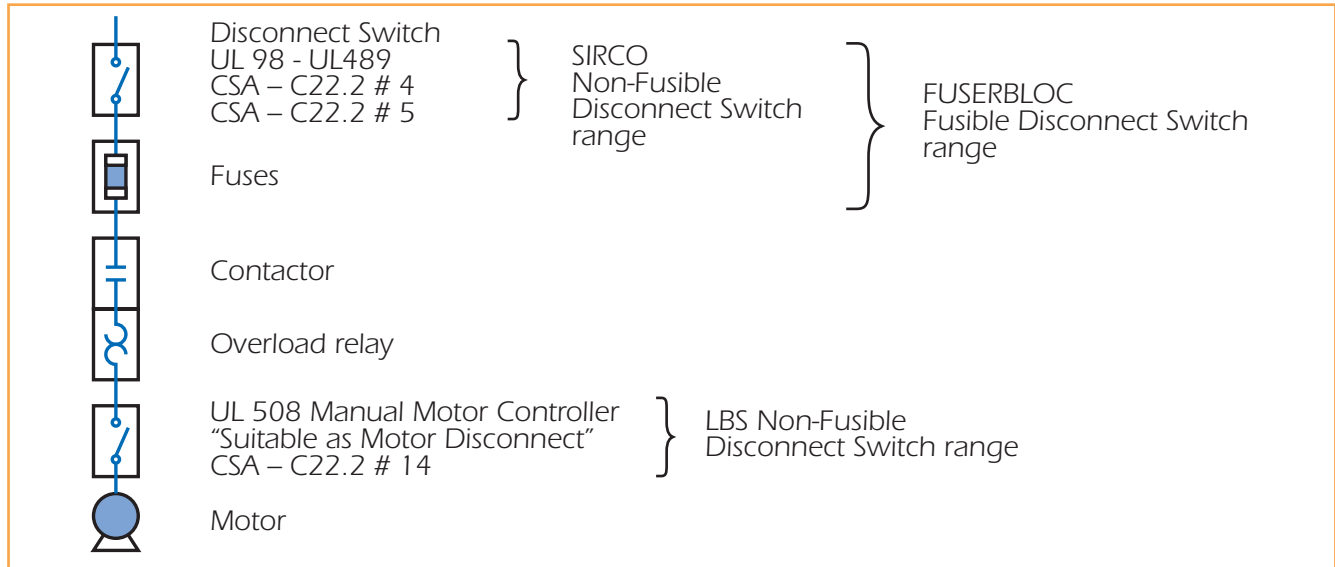 Disconnect Switch
UL 98 - UL489
CSA – C22.2 # 4
CSA – C22.2 # 5
SIRCO
Non-Fusible
Disconnect Switch
range
FUSERBLOC
Fusible Disconnect Switch
range
Fuses
Contactor
Overload relay
UL 508 Manual Motor Controller
“Suitable as Motor Disconnect”
CSA – C22.2 # 14
LBS Non-Fusible
Disconnect Switch range
Motor